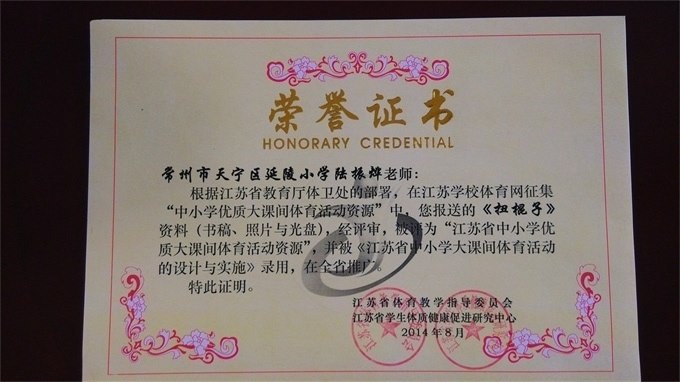 荣誉证书
HONORARY CREDENTIAL
常州市天宁区延陵小学陆振烨老师：
根据江苏省教育厅体卫处的部署，在江苏学校体育网征集
“中小学优质大课间体育活动资源”中，您报送的《扭棍子》
资料（书稿、照片与光盘），经评审，被评为“江苏省中小学优
质大课间体育活动资源”，并被《江苏省中小学大课间体育活动
的设计与实施》录用，在全省推广。
特此证明。
江苏省体育教学指导委员会
江苏省学生体质健康促进研究中心
2014年8月